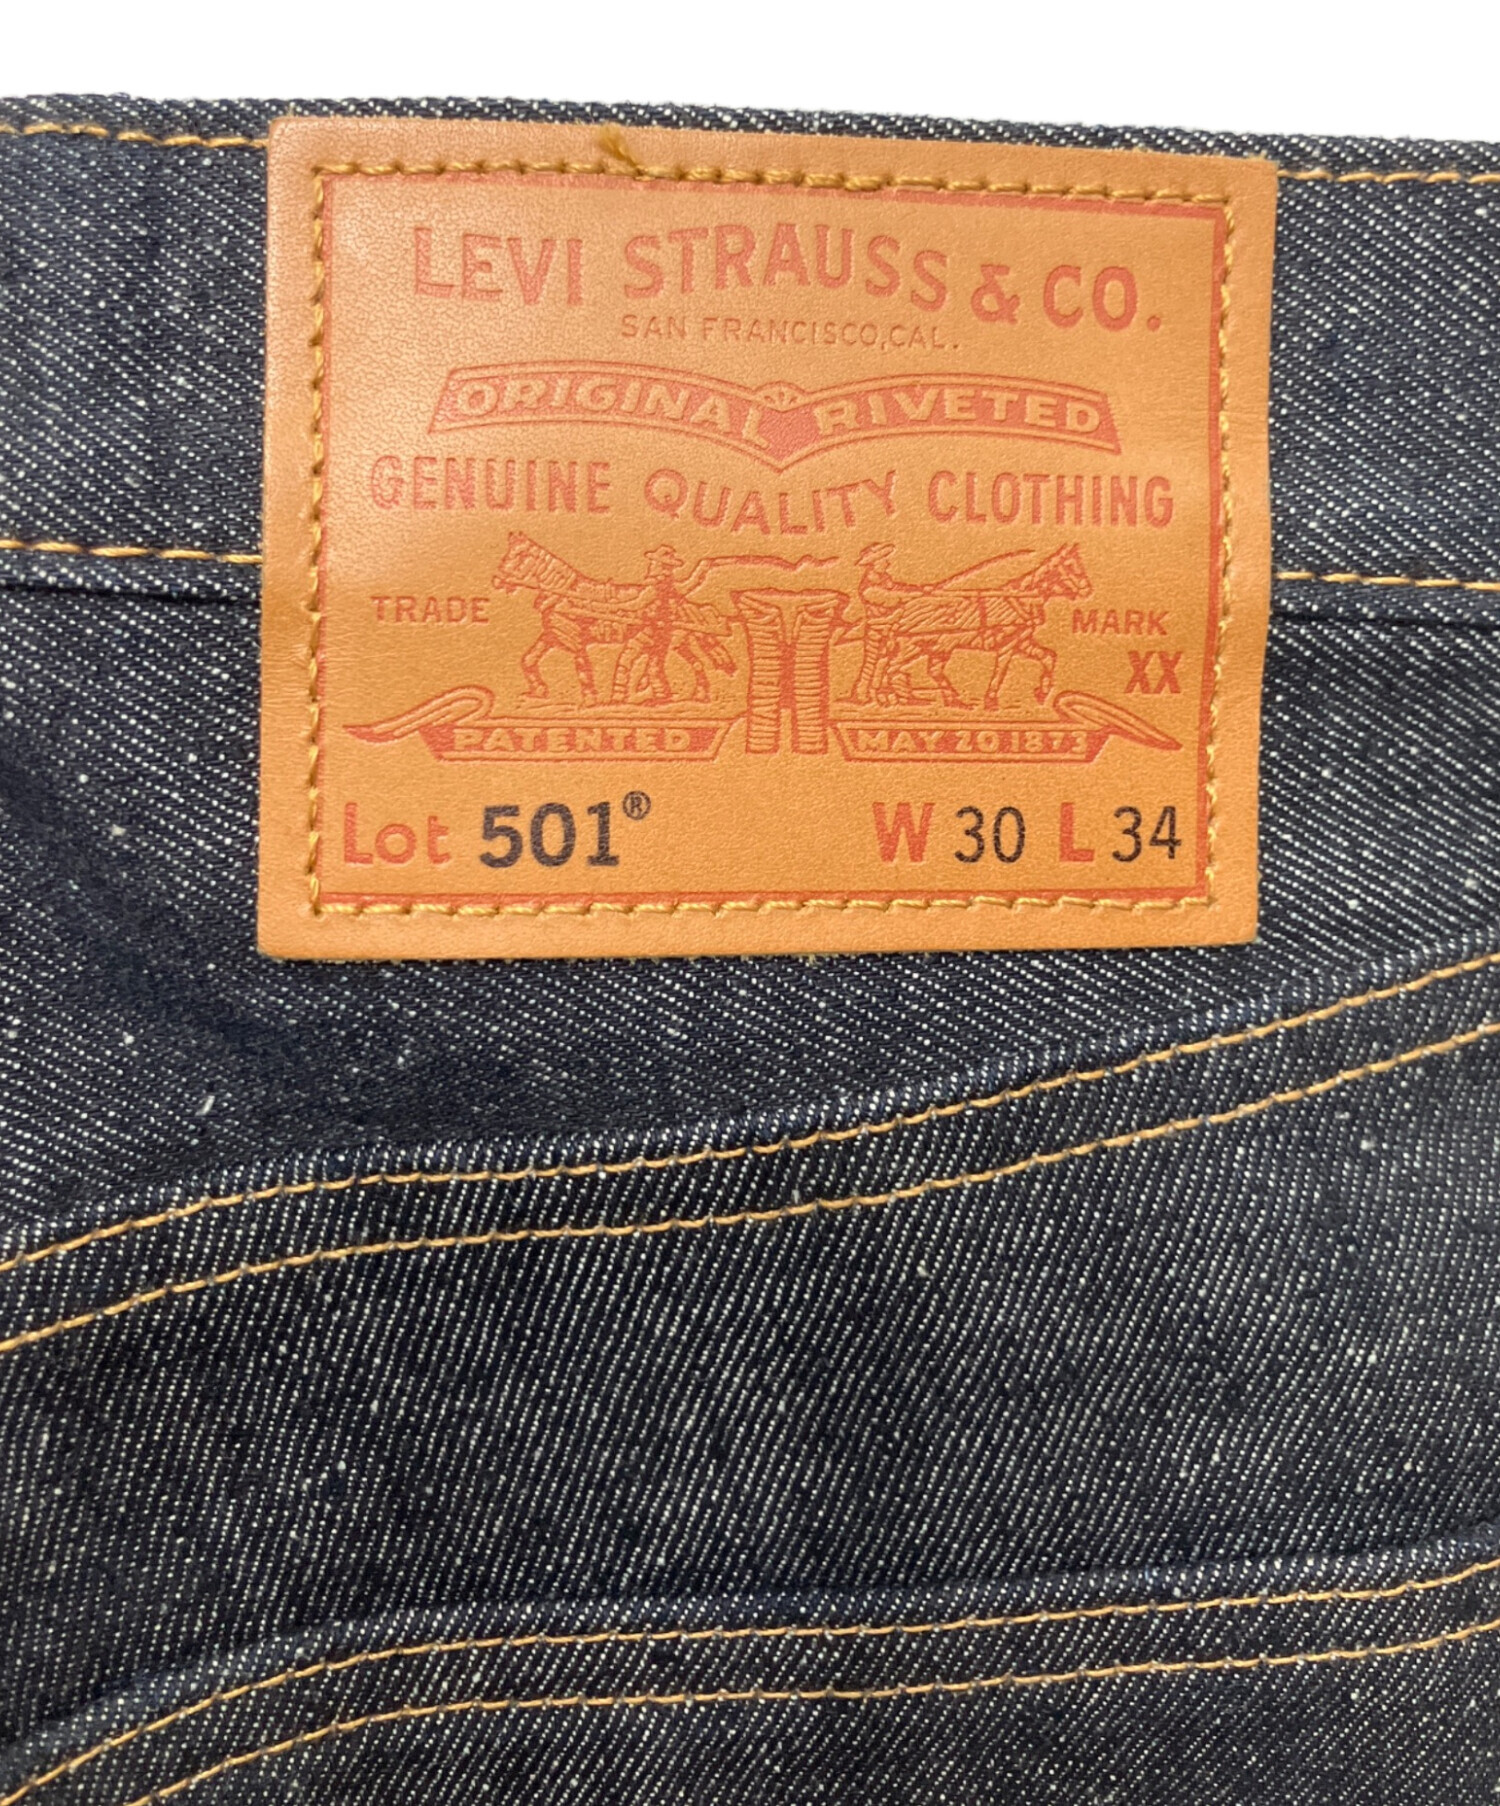 LEVI STRAUSS & CO.
SAN FRANCISCO, CAL.
ORIGINAL RIVETED
GENUINE QUALITY CLOTHING
TRADE MARK
XX
PATENTED MAY 20 1873
Lot 501® W 30 L 34